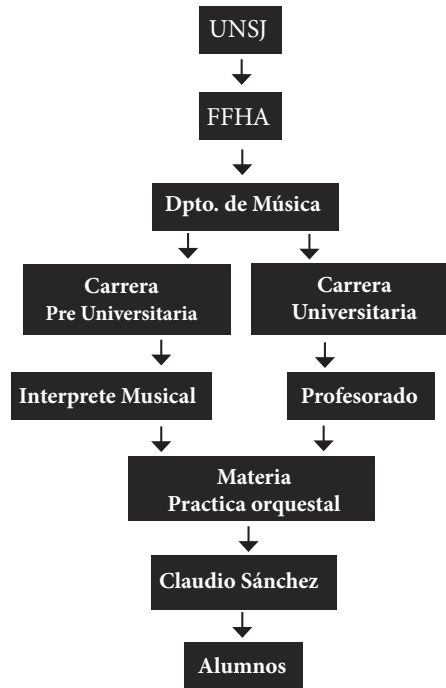 UNSJ
FFHA
Dpto. de Música
Carrera
Pre Universitaria
Carrera
Universitaria
Interprete Musical
Profesorado
Materia
Practica orquestal
Claudio Sánchez
Alumnos